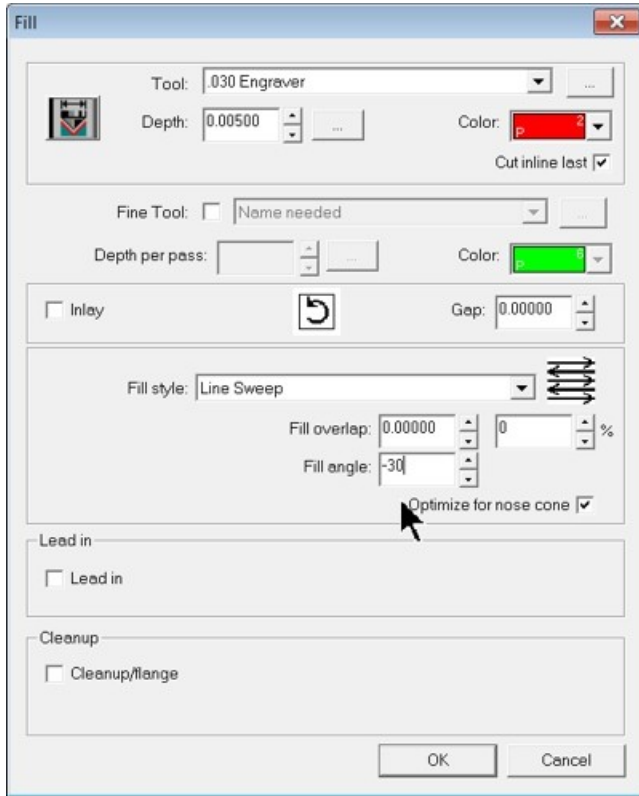 Fill
Tool: .030 Engraver ...
Depth: 0.00500 ... Color: P 2
Cut inline last
Fine Tool: Name needed ...
Depth per pass: ... Color: P 6
Inlay Gap: 0.00000
Fill style: Line Sweep
Fill overlap: 0.00000 0 %
Fill angle: -30
Optimize for nose cone
Lead in
Lead in
Cleanup
Cleanup/flange
OK Cancel